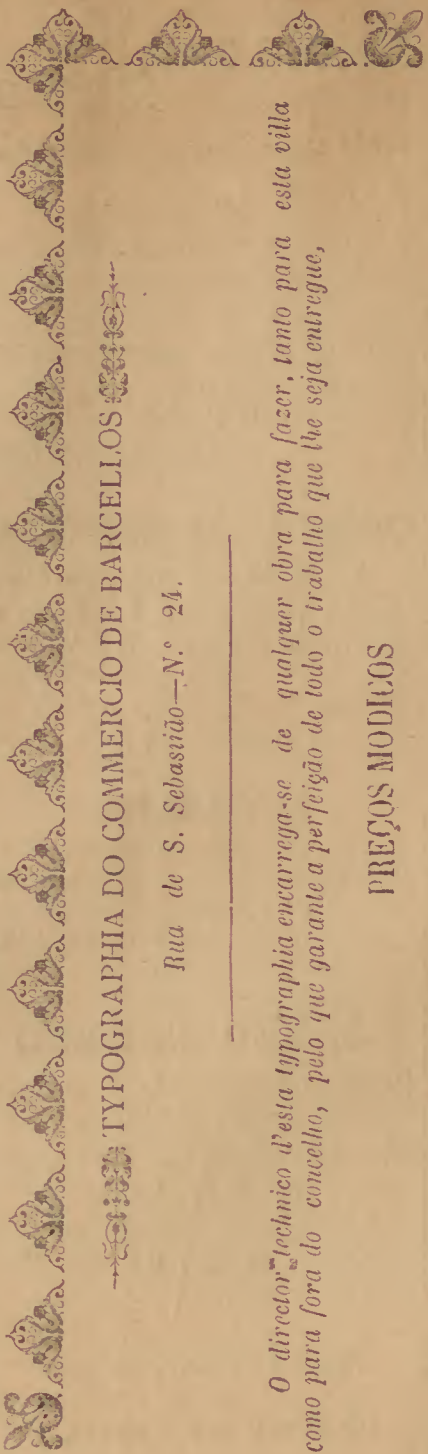 TYPOGRAPHIA DO COMMERCIO DE BARCELLOS
Rua de S. Sebastião—N.º 24.
O director technico d'esta typographia encarrega-se de qualquer obra para fazer, tanto para esta villa
como para fora do concelho, pelo que garante a perfeição de todo o trabalho que lhe seja entregue,
PREÇOS MODICOS